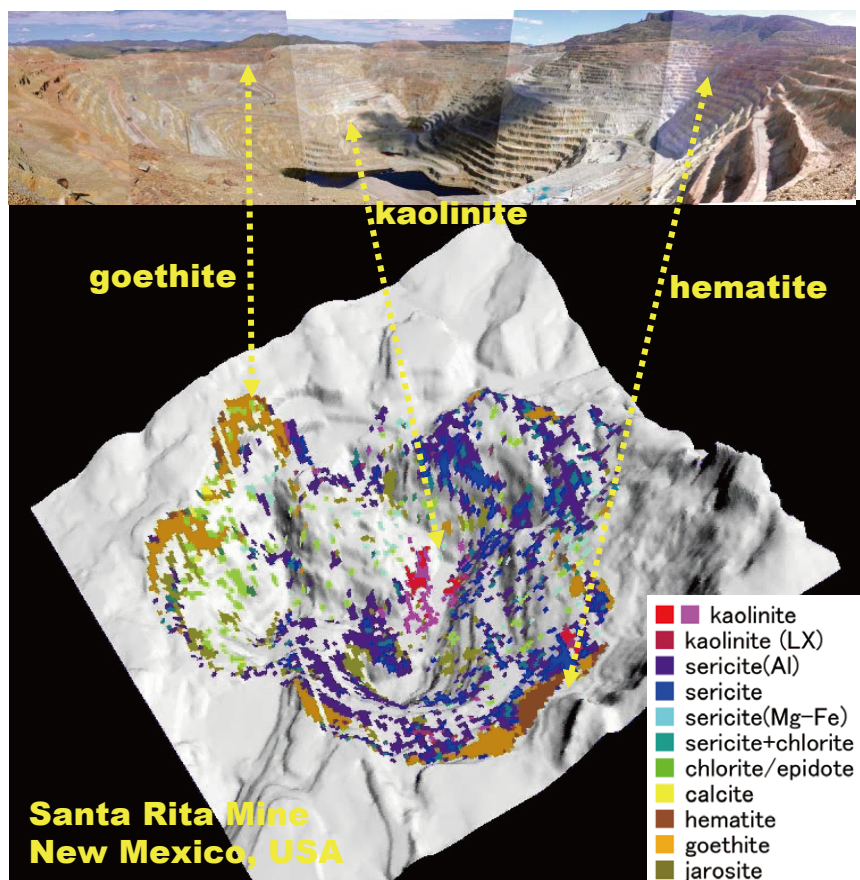 kaolinite
goethite
hematite
Santa Rita Mine
New Mexico, USA
kaolinite
kaolinite (LX)
sericite(Al)
sericite
sericite(Mg-Fe)
sericite+chlorite
chlorite/epidote
calcite
hematite
goethite
jarosite